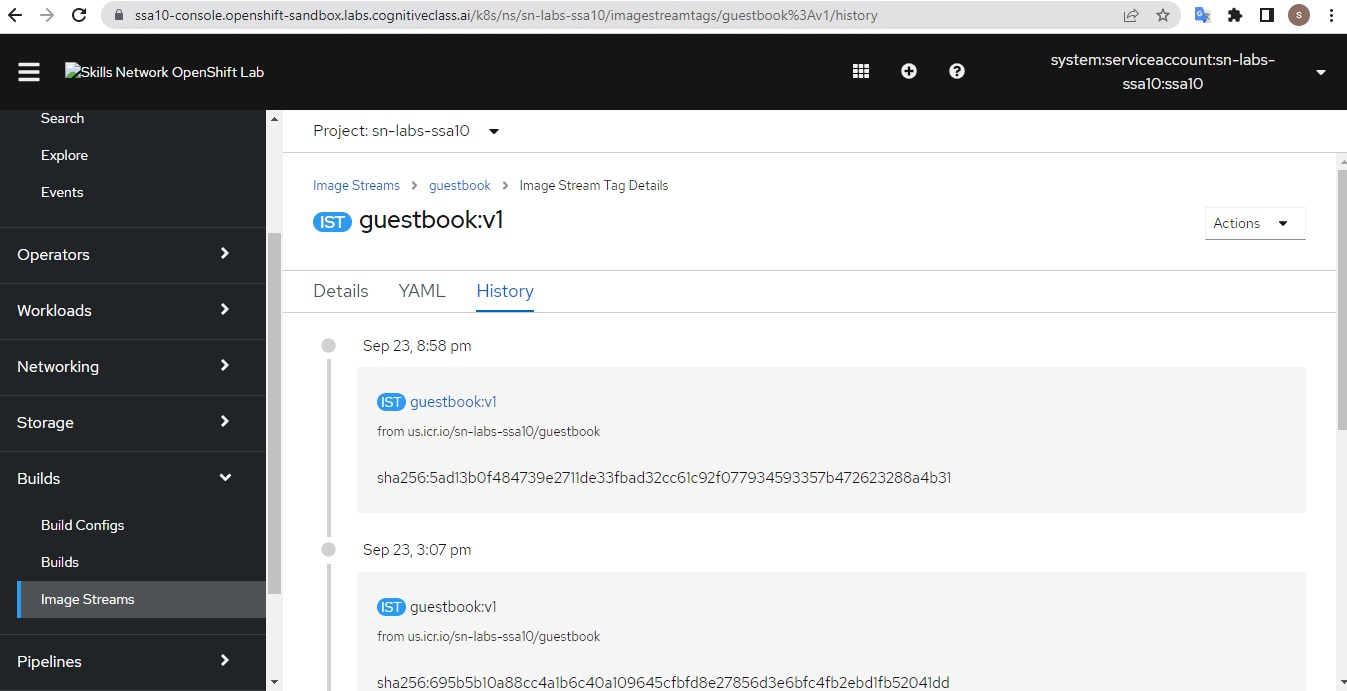 ssa10-console.openshift-sandbox.labs.cognitiveclass.ai/k8s/ns/sn-labs-ssa10/imagestreamtags/guestbook%3Av1/history
S
Skills Network OpenShift Lab
system:serviceaccount:sn-labs-
ssa10:ssa10
Search
Explore
Events
Operators
Workloads
Networking
Storage
Builds
Build Configs
Builds
Image Streams
Pipelines
Project: sn-labs-ssa10
Image Streams > guestbook > Image Stream Tag Details
IST guestbook:v1
Actions
Details YAML History
Sep 23, 8:58 pm
IST guestbook:v1
from us.icr.io/sn-labs-ssa10/guestbook
sha256:5ad13b0f484739e2711de33fbad32cc61c92f077934593357b472623288a4b31
Sep 23, 3:07 pm
IST guestbook:v1
from us.icr.io/sn-labs-ssa10/guestbook
sha256:695b5b10a88cc4a1b6c40a109645cfbfd8e27856d3e6bfc4fb2ebd1fb52041dd